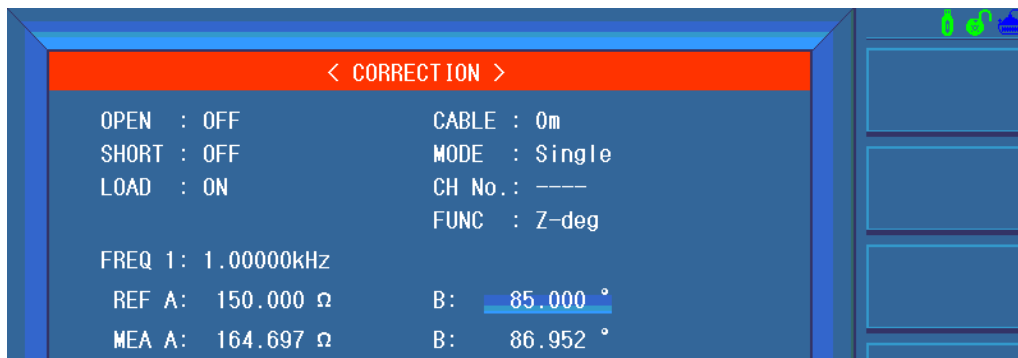 < CORRECTION >
OPEN : OFF CABLE : 0m
SHORT : OFF MODE : Single
LOAD : ON CH No.: ----
FUNC : Z-deg
FREQ 1: 1.00000kHz
REF A: 150.000 Ω B: 85.000 °
MEA A: 164.697 Ω B: 86.952 °